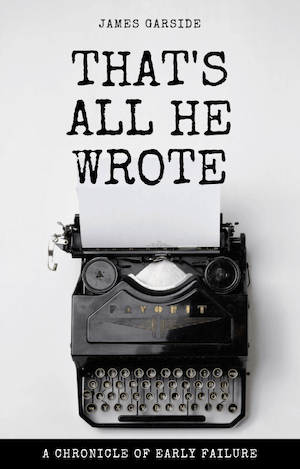 JAMES GARSIDE
THAT'S
ALL HE
WROTE
FAVORIT
A CHRONICLE OF EARLY FAILURE